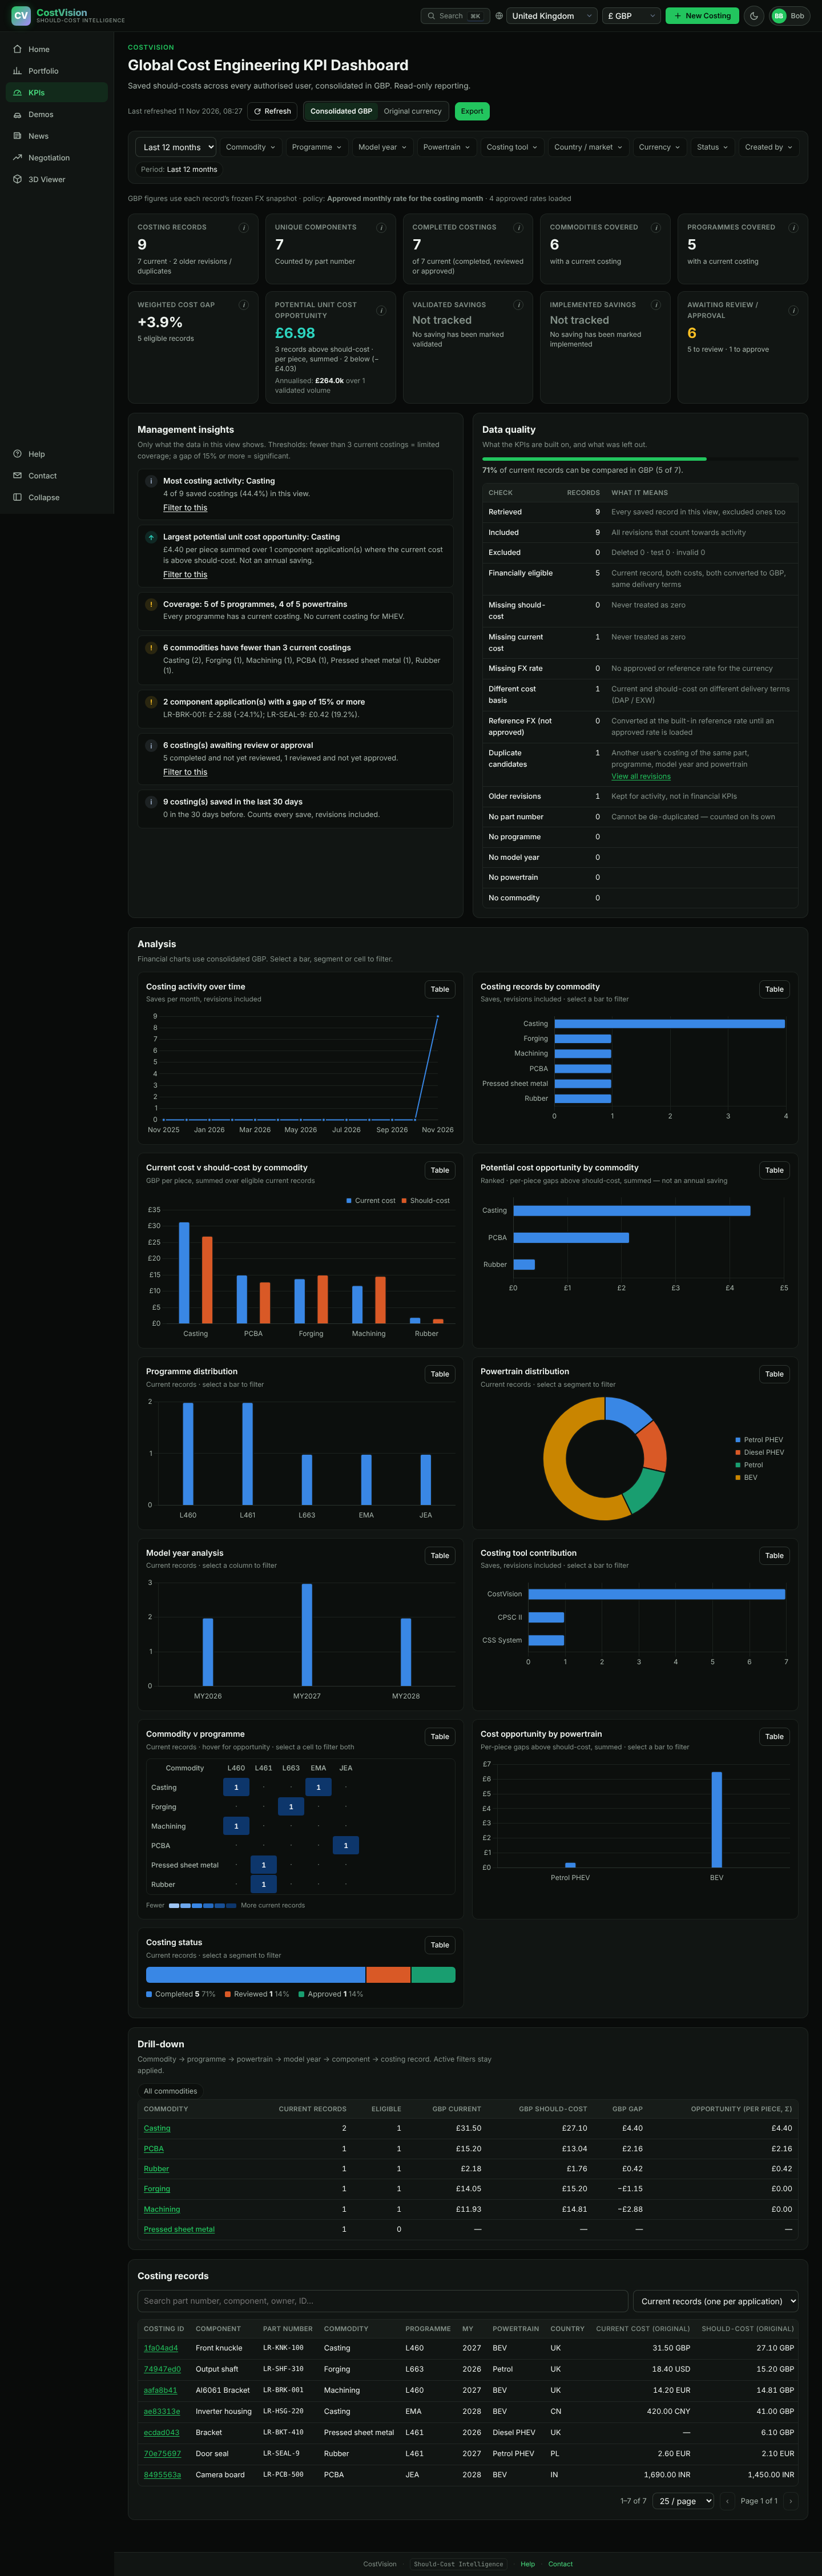 CV
CostVision
SHOULD-COST INTELLIGENCE
Search ⌘K
United Kingdom
£ GBP
+ New Costing
BB Bob
Home
Portfolio
KPIs
Demos
News
Negotiation
3D Viewer
Help
Contact
Collapse
COSTVISION
Global Cost Engineering KPI Dashboard
Saved should-costs across every authorised user, consolidated in GBP. Read-only reporting.
Last refreshed 11 Nov 2026, 08:27 Refresh Consolidated GBP Original currency Export
Last 12 months Commodity Programme Model year Powertrain Costing tool Country / market Currency Status Created by
Period: Last 12 months
GBP figures use each record's frozen FX snapshot · policy: Approved monthly rate for the costing month · 4 approved rates loaded
COSTING RECORDS i
9
7 current · 2 older revisions /
duplicates
UNIQUE COMPONENTS i
7
Counted by part number
COMPLETED COSTINGS i
7
of 7 current (completed, reviewed
or approved)
COMMODITIES COVERED i
6
with a current costing
PROGRAMMES COVERED i
5
with a current costing
WEIGHTED COST GAP i
+3.9%
5 eligible records
POTENTIAL UNIT COST
OPPORTUNITY i
£6.98
3 records above should-cost ·
per piece, summed · 2 below (−
£4.03)
Annualised: £264.0k over 1
validated volume
VALIDATED SAVINGS i
Not tracked
No saving has been marked
validated
IMPLEMENTED SAVINGS i
Not tracked
No saving has been marked
implemented
AWAITING REVIEW /
APPROVAL i
6
5 to review · 1 to approve
Management insights
Only what the data in this view shows. Thresholds: fewer than 3 current costings = limited
coverage; a gap of 15% or more = significant.
i Most costing activity: Casting
4 of 9 saved costings (44.4%) in this view.
Filter to this
↑ Largest potential unit cost opportunity: Casting
£4.40 per piece summed over 1 component application(s) where the current cost
is above should-cost. Not an annual saving.
Filter to this
! Coverage: 5 of 5 programmes, 4 of 5 powertrains
Every programme has a current costing. No current costing for MHEV.
! 6 commodities have fewer than 3 current costings
Casting (2), Forging (1), Machining (1), PCBA (1), Pressed sheet metal (1), Rubber
(1).
! 2 component application(s) with a gap of 15% or more
LR-BRK-001: £-2.88 (-24.1%); LR-SEAL-9: £0.42 (19.2%).
i 6 costing(s) awaiting review or approval
5 completed and not yet reviewed, 1 reviewed and not yet approved.
Filter to this
i 9 costing(s) saved in the last 30 days
0 in the 30 days before. Counts every save, revisions included.
Data quality
What the KPIs are built on, and what was left out.
71% of current records can be compared in GBP (5 of 7).
CHECK RECORDS WHAT IT MEANS
Retrieved 9 Every saved record in this view, excluded ones too
Included 9 All revisions that count towards activity
Excluded 0 Deleted 0 · test 0 · invalid 0
Financially eligible 5 Current record, both costs, both converted to GBP,
same delivery terms
Missing should-
cost 0 Never treated as zero
Missing current
cost 1 Never treated as zero
Missing FX rate 0 No approved or reference rate for the currency
Different cost
basis 1 Current and should-cost on different delivery terms
(DAP / EXW)
Reference FX (not
approved) 0 Converted at the built-in reference rate until an
approved rate is loaded
Duplicate
candidates 1 Another user's costing of the same part,
programme, model year and powertrain
View all revisions
Older revisions 1 Kept for activity, not in financial KPIs
No part number 0 Cannot be de-duplicated — counted on its own
No programme 0
No model year 0
No powertrain 0
No commodity 0
Analysis
Financial charts use consolidated GBP. Select a bar, segment or cell to filter.
Costing activity over time Table
Saves per month, revisions included
9
8
7
6
5
4
3
2
1
0
Nov 2025 Jan 2026 Mar 2026 May 2026 Jul 2026 Sep 2026 Nov 2026
Costing records by commodity Table
Saves, revisions included · select a bar to filter
Casting
Forging
Machining
PCBA
Pressed sheet metal
Rubber
0 1 2 3 4
Current cost v should-cost by commodity Table
GBP per piece, summed over eligible current records
Current cost Should-cost
£35
£30
£25
£20
£15
£10
£5
£0
Casting PCBA Forging Machining Rubber
Potential cost opportunity by commodity Table
Ranked · per-piece gaps above should-cost, summed — not an annual saving
Casting
PCBA
Rubber
£0 £1 £2 £3 £4 £5
Programme distribution Table
Current records · select a bar to filter
2
1
0
L460 L461 L663 EMA JEA
Powertrain distribution Table
Current records · select a segment to filter
Petrol PHEV
Diesel PHEV
Petrol
BEV
Model year analysis Table
Current records · select a column to filter
3
2
1
0
MY2026 MY2027 MY2028
Costing tool contribution Table
Saves, revisions included · select a bar to filter
CostVision
CPSC II
CSS System
0 1 2 3 4 5 6 7
Commodity v programme Table
Current records · hover for opportunity · select a cell to filter both
Commodity L460 L461 L663 EMA JEA
Casting 1 · · 1 ·
Forging · · 1 · ·
Machining 1 · · · ·
PCBA · · · · 1
Pressed sheet metal · 1 · · ·
Rubber · 1 · · ·
Fewer More current records
Cost opportunity by powertrain Table
Per-piece gaps above should-cost, summed · select a bar to filter
£7
£6
£5
£4
£3
£2
£1
£0
Petrol PHEV BEV
Costing status Table
Current records · select a segment to filter
Completed 5 71% Reviewed 1 14% Approved 1 14%
Drill-down
Commodity → programme → powertrain → model year → component → costing record. Active filters stay
applied.
All commodities
COMMODITY CURRENT RECORDS ELIGIBLE GBP CURRENT GBP SHOULD-COST GBP GAP OPPORTUNITY (PER PIECE, Σ)
Casting 2 1 £31.50 £27.10 £4.40 £4.40
PCBA 1 1 £15.20 £13.04 £2.16 £2.16
Rubber 1 1 £2.18 £1.76 £0.42 £0.42
Forging 1 1 £14.05 £15.20 −£1.15 £0.00
Machining 1 1 £11.93 £14.81 −£2.88 £0.00
Pressed sheet metal 1 0 — — — —
Costing records
Search part number, component, owner, ID...
Current records (one per application)
COSTING ID COMPONENT PART NUMBER COMMODITY PROGRAMME MY POWERTRAIN COUNTRY CURRENT COST (ORIGINAL) SHOULD-COST (ORIGINAL)
1fa04ad4 Front knuckle LR-KNK-100 Casting L460 2027 BEV UK 31.50 GBP 27.10 GBP
74947ed0 Output shaft LR-SHF-310 Forging L663 2026 Petrol UK 18.40 USD 15.20 GBP
aafa8b41 Al6061 Bracket LR-BRK-001 Machining L460 2027 BEV UK 14.20 EUR 14.81 GBP
ae83313e Inverter housing LR-HSG-220 Casting EMA 2028 BEV CN 420.00 CNY 41.00 GBP
ecdad043 Bracket LR-BKT-410 Pressed sheet metal L461 2026 Diesel PHEV UK — 6.10 GBP
70e75697 Door seal LR-SEAL-9 Rubber L461 2027 Petrol PHEV PL 2.60 EUR 2.10 EUR
8495563a Camera board LR-PCB-500 PCBA JEA 2028 BEV IN 1,690.00 INR 1,450.00 INR
1–7 of 7 25 / page ‹ Page 1 of 1 ›
CostVision Should-Cost Intelligence Help Contact